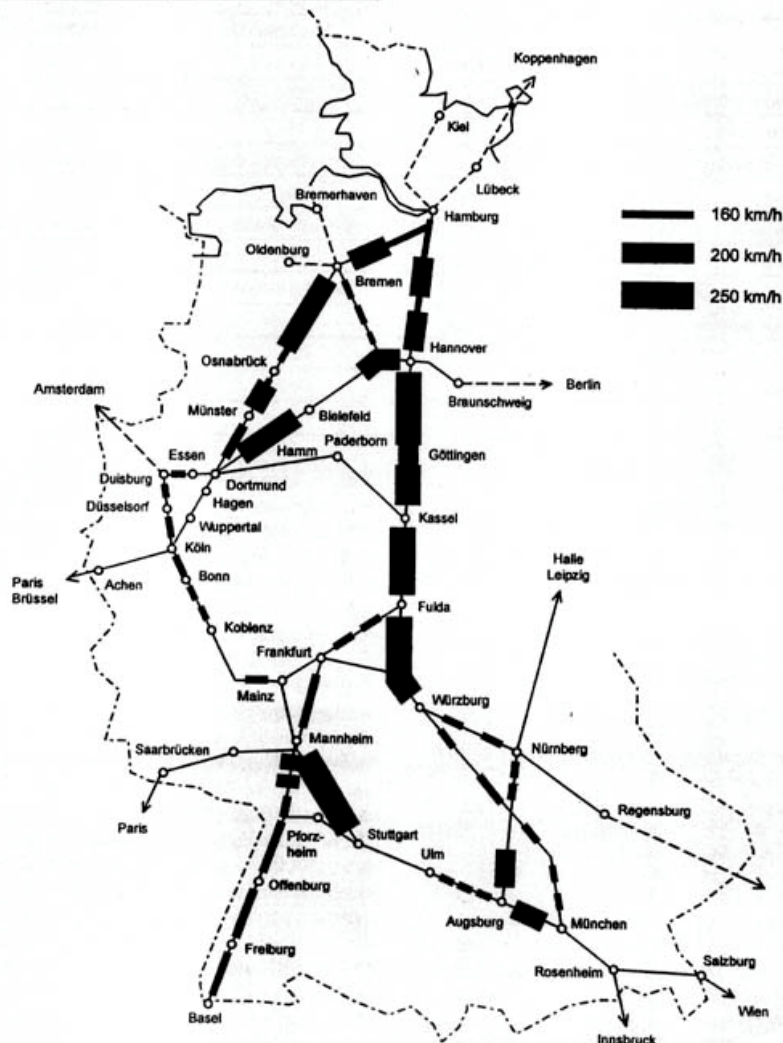 Koppenhagen
Kiel
Lübeck
Bremerhaven
Hamburg
160 km/h
Oldenburg
200 km/h
Bremen
250 km/h
Hannover
Osnabrück
Amsterdam
Berlin
Braunschweig
Münster
Bielefeld
Paderborn
Essen
Hamm
Göttingen
Duisburg
Dortmund
Düsselsorf
Hagen
Kassel
Wuppertal
Köln
Halle
Leipzig
Paris
Brüssel
Achen
Bonn
Fulda
Koblenz
Frankfurt
Mainz
Würzburg
Mannheim
Saarbrücken
Nürnberg
Regensburg
Paris
Pforz-
heim
Stuttgart
Ulm
Offenburg
Augsburg
München
Freiburg
Rosenheim
Salzburg
Basel
Wien
Innsbruck